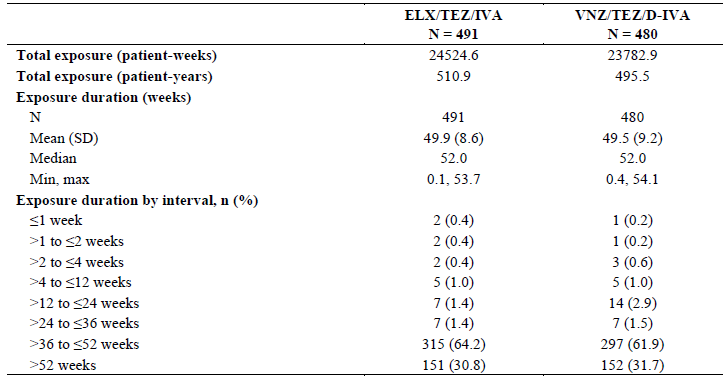 ELX/TEZ/IVA VNZ/TEZ/D-IVA
N = 491 N = 480
Total exposure (patient-weeks) 24524.6 23782.9
Total exposure (patient-years) 510.9 495.5
Exposure duration (weeks)
N 491 480
Mean (SD) 49.9 (8.6) 49.5 (9.2)
Median 52.0 52.0
Min, max 0.1, 53.7 0.4, 54.1
Exposure duration by interval, n (%)
≤1 week 2 (0.4) 1 (0.2)
>1 to ≤2 weeks 2 (0.4) 1 (0.2)
>2 to ≤4 weeks 2 (0.4) 3 (0.6)
>4 to ≤12 weeks 5 (1.0) 5 (1.0)
>12 to ≤24 weeks 7 (1.4) 14 (2.9)
>24 to ≤36 weeks 7 (1.4) 7 (1.5)
>36 to ≤52 weeks 315 (64.2) 297 (61.9)
>52 weeks 151 (30.8) 152 (31.7)